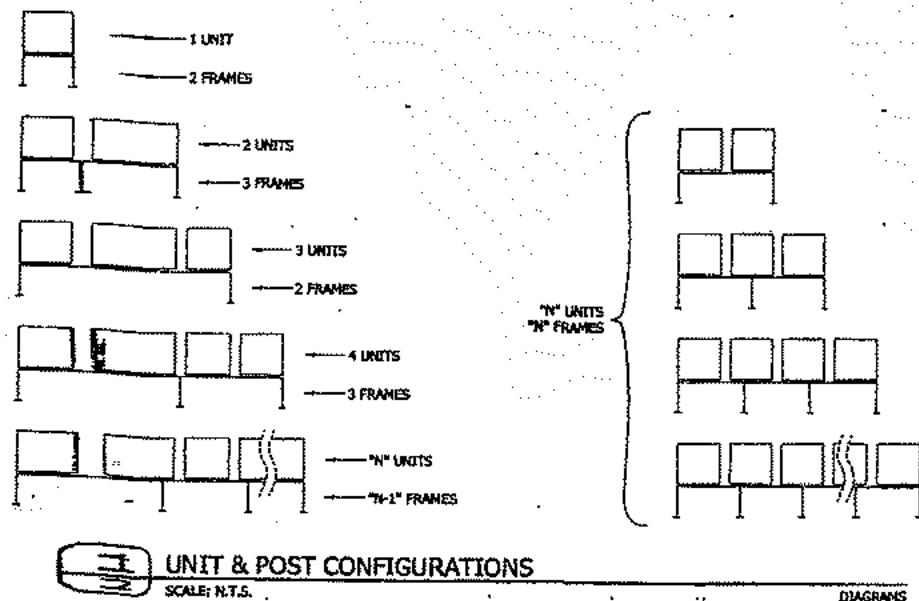 1 UNIT
2 FRAMES
2 UNITS
3 FRAMES
3 UNITS
2 FRAMES
4 UNITS
3 FRAMES
"N" UNITS
"N-1" FRAMES
"N" UNITS
"N" FRAMES
UNIT & POST CONFIGURATIONS
SCALE: N.T.S.
DIAGRAMS